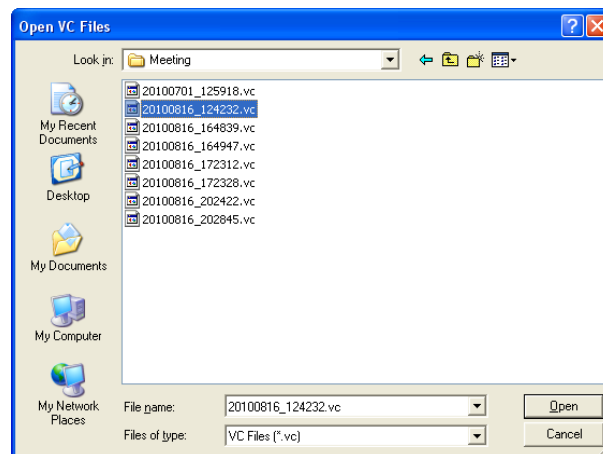 Open VC Files
Look in: Meeting
20100701_125918.vc
20100816_124232.vc
20100816_164839.vc
20100816_164947.vc
20100816_172312.vc
20100816_172328.vc
20100816_202422.vc
20100816_202845.vc
My Recent
Documents
Desktop
My Documents
My Computer
My Network
Places
File name: 20100816_124232.vc Open
Files of type: VC Files (*.vc) Cancel